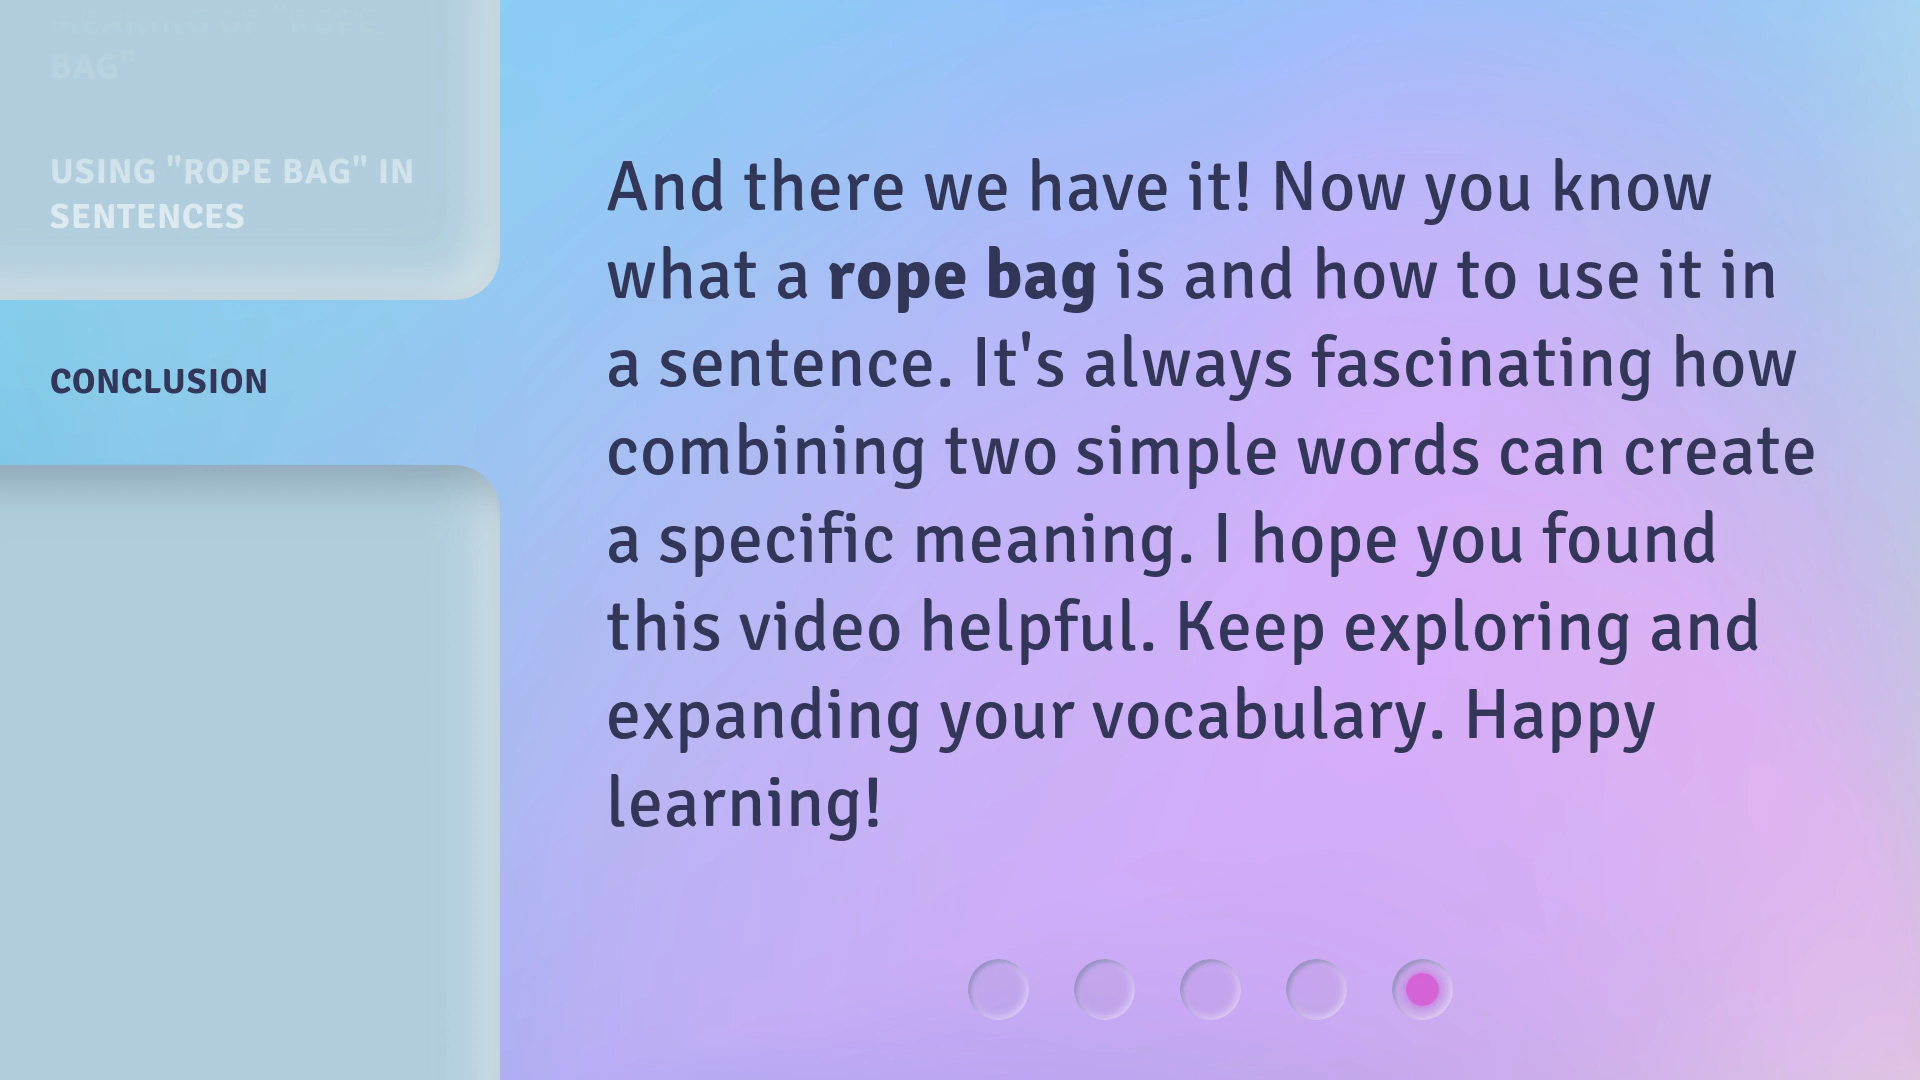 BAG"
USING "ROPE BAG" IN
SENTENCES
CONCLUSION
And there we have it! Now you know
what a rope bag is and how to use it in
a sentence. It's always fascinating how
combining two simple words can create
a specific meaning. I hope you found
this video helpful. Keep exploring and
expanding your vocabulary. Happy
learning!